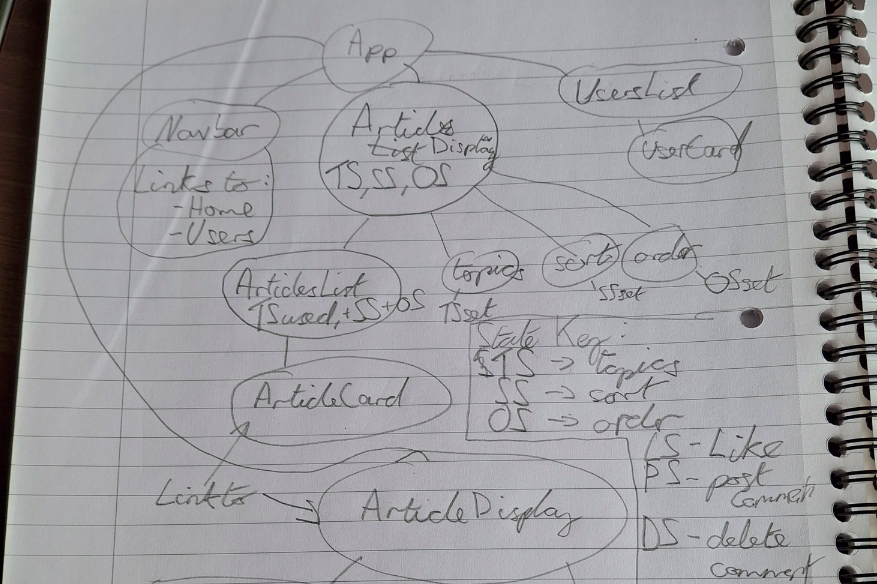 App
UsersList
UserCard
Navbar
Links to:
-Home
-Users
Articles
List Display
TS, SS, OS
ArticlesList
TSused,+SS+OS
topics
TSset
sort
SSset
order
OSset
State Key:
TS -> topics
SS -> sort
OS -> order
LS-Like
PS-post
comment
DS-delete
comment
ArticleCard
Linkto
ArticleDisplay